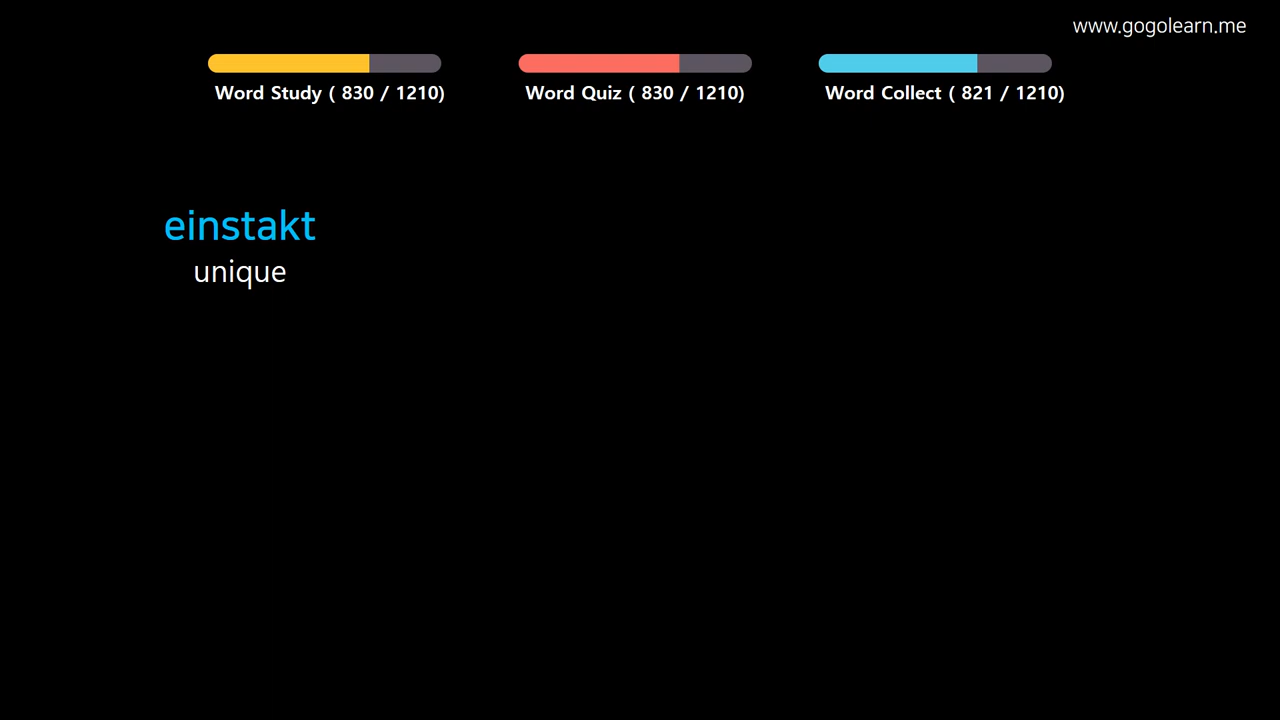 www.gogolearn.me
Word Study ( 830 / 1210)
Word Quiz ( 830 / 1210)
Word Collect ( 821 / 1210)
einstakt
unique